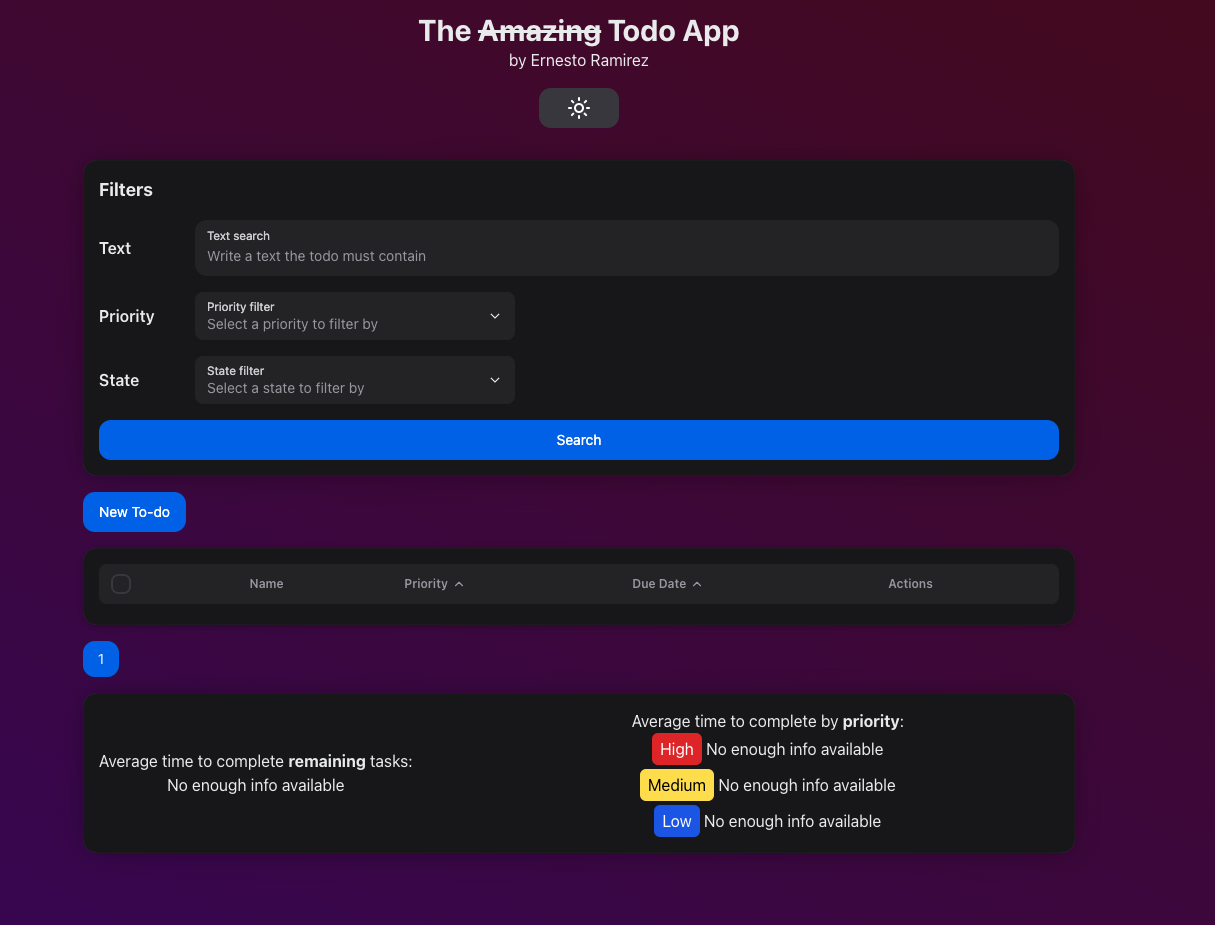 The Amazing Todo App
by Ernesto Ramirez
Filters
Text
Text search
Write a text the todo must contain
Priority
Priority filter
Select a priority to filter by
State
State filter
Select a state to filter by
Search
New To-do
Name Priority Due Date Actions
1
Average time to complete remaining tasks:
No enough info available
Average time to complete by priority:
High No enough info available
Medium No enough info available
Low No enough info available